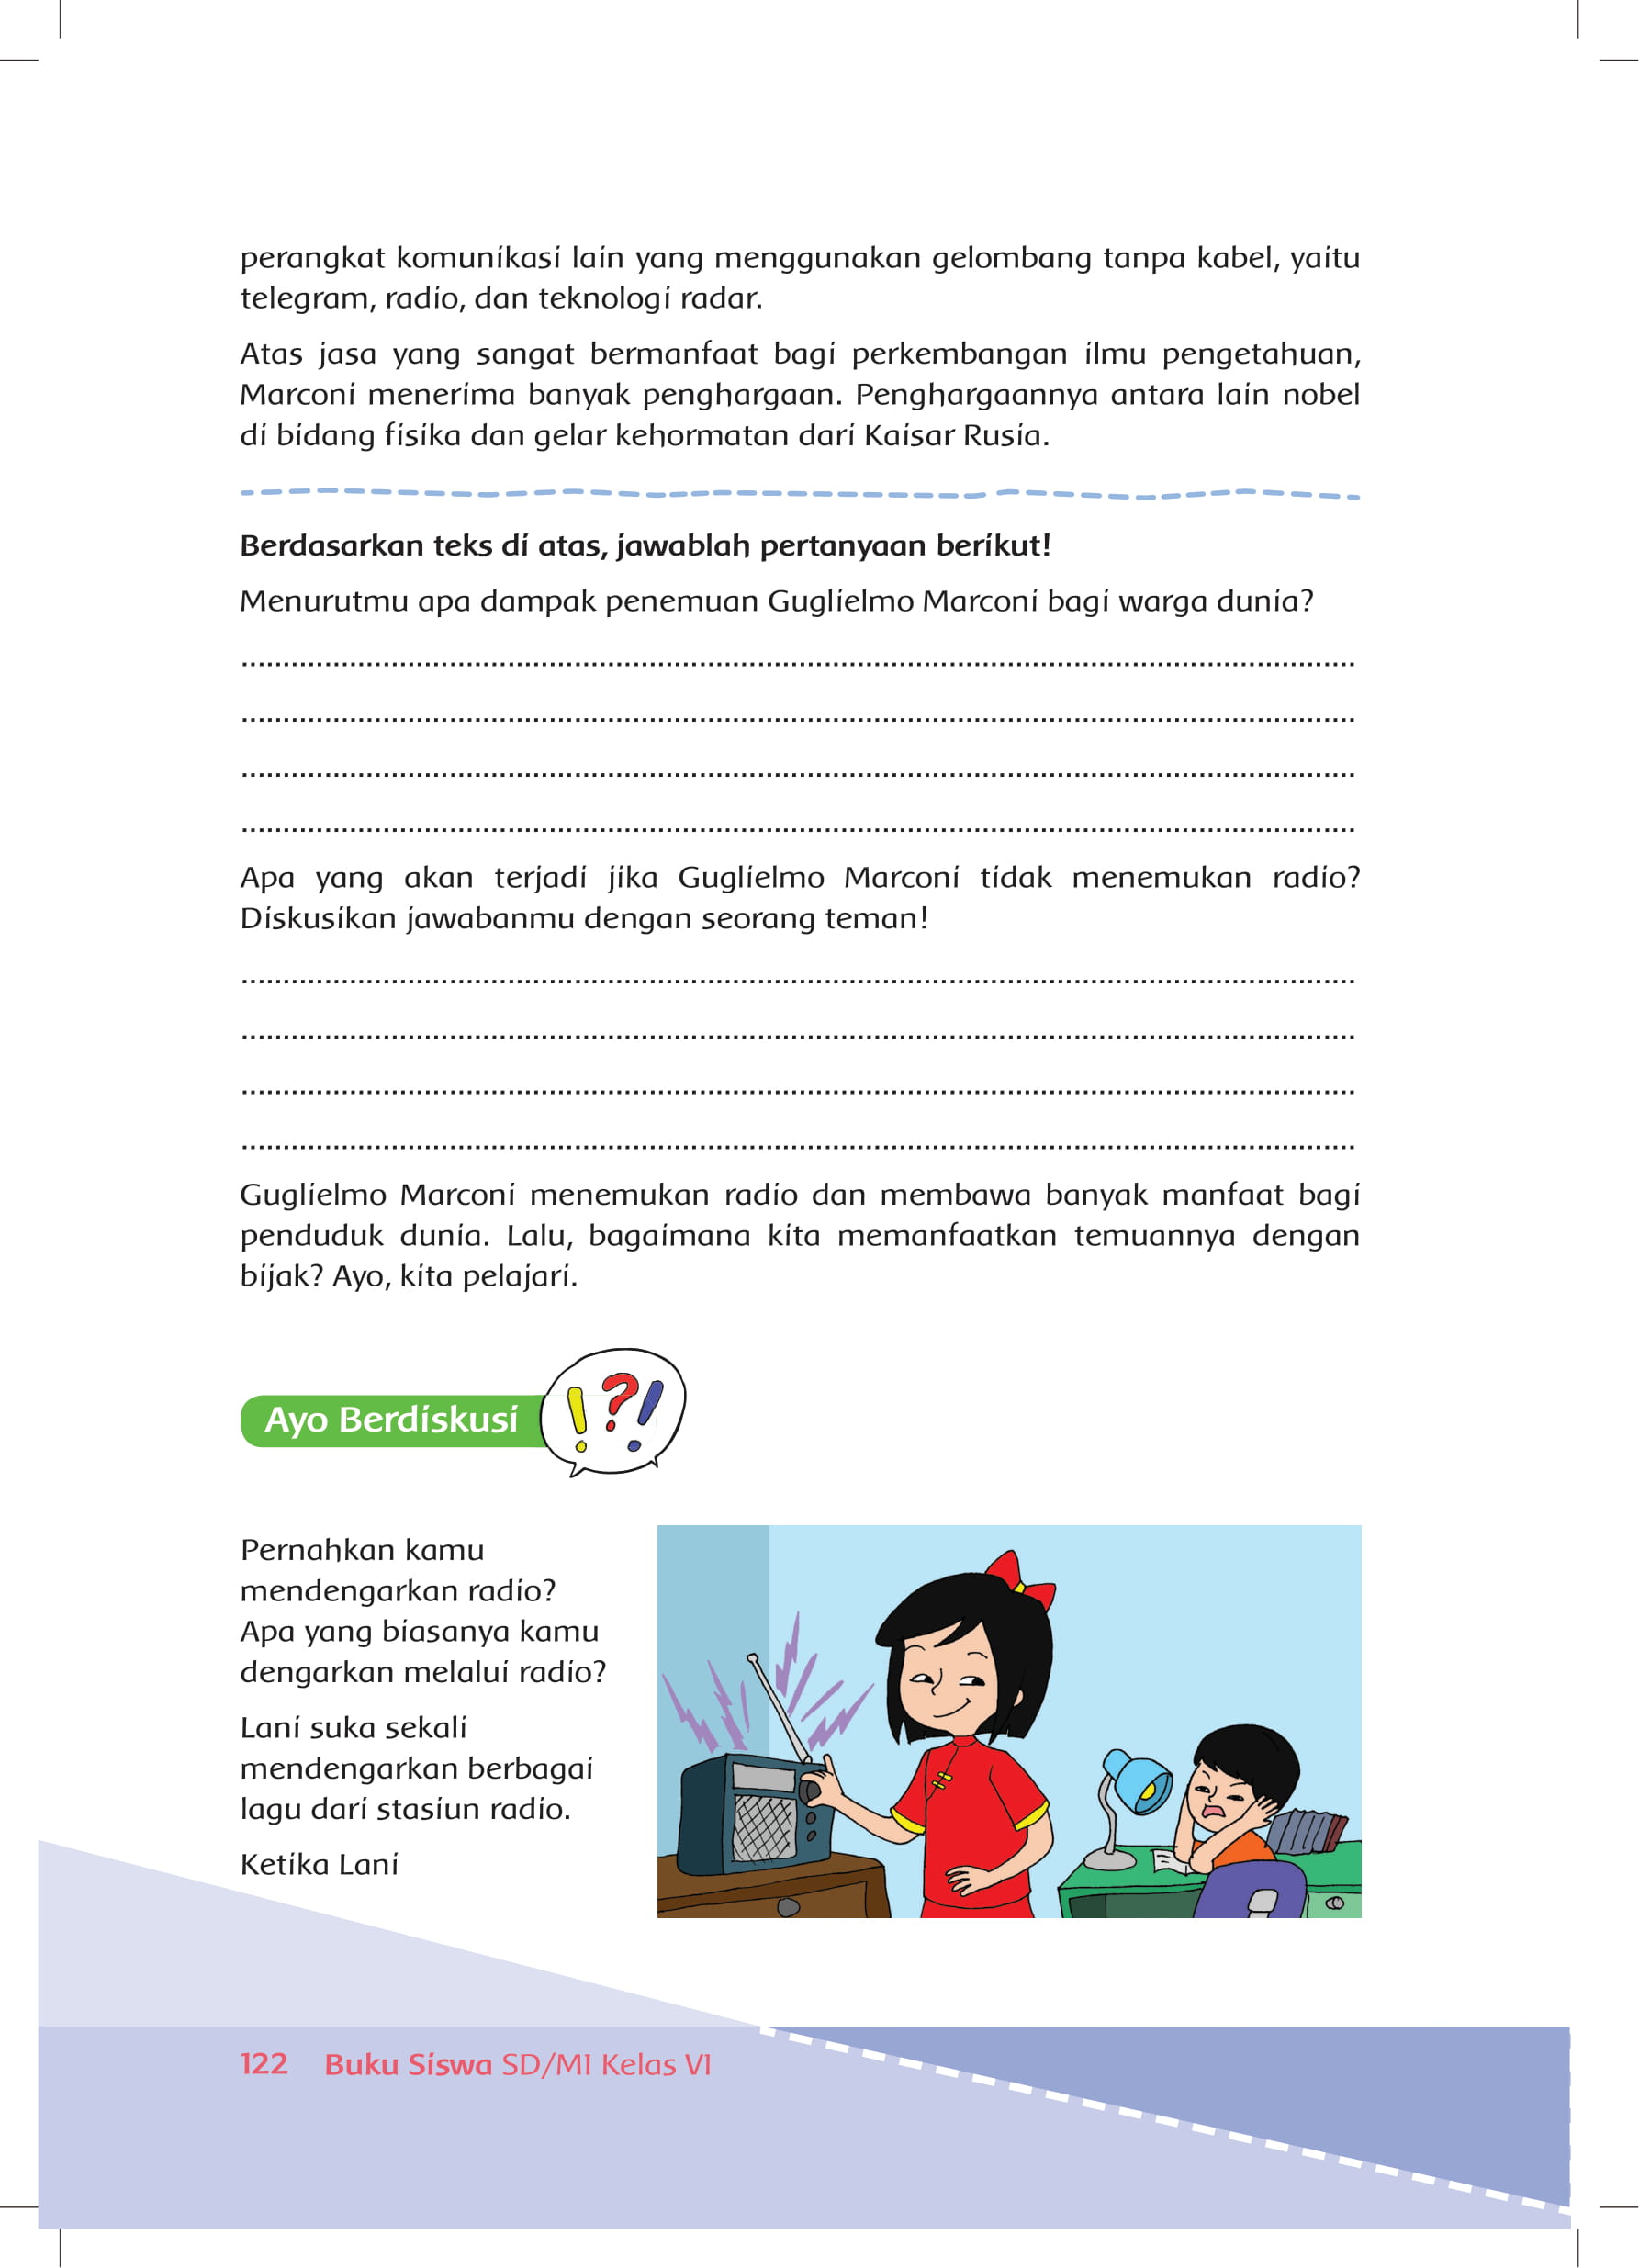 perangkat komunikasi lain yang menggunakan gelombang tanpa kabel, yaitu
telegram, radio, dan teknologi radar.
Atas jasa yang sangat bermanfaat bagi perkembangan ilmu pengetahuan,
Marconi menerima banyak penghargaan. Penghargaannya antara lain nobel
di bidang fisika dan gelar kehormatan dari Kaisar Rusia.
Berdasarkan teks di atas, jawablah pertanyaan berikut!
Menurutmu apa dampak penemuan Guglielmo Marconi bagi warga dunia?
Apa yang akan terjadi jika Guglielmo Marconi tidak menemukan radio?
Diskusikan jawabanmu dengan seorang teman!
Guglielmo Marconi menemukan radio dan membawa banyak manfaat bagi
penduduk dunia. Lalu, bagaimana kita memanfaatkan temuannya dengan
bijak? Ayo, kita pelajari.
Ayo Berdiskusi
!?!
Pernahkan kamu
mendengarkan radio?
Apa yang biasanya kamu
dengarkan melalui radio?
Lani suka sekali
mendengarkan berbagai
lagu dari stasiun radio.
Ketika Lani
122 Buku Siswa SD/MI Kelas VI